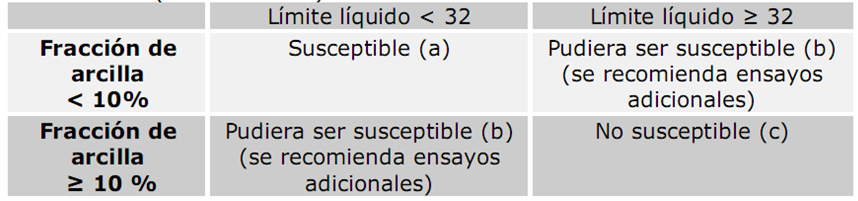 Límite líquido < 32
Límite líquido ≥ 32
Fracción de
arcilla
< 10%
Susceptible (a)
Pudiera ser susceptible (b)
(se recomienda ensayos
adicionales)
Fracción de
arcilla
≥ 10 %
Pudiera ser susceptible (b)
(se recomienda ensayos
adicionales)
No susceptible (c)